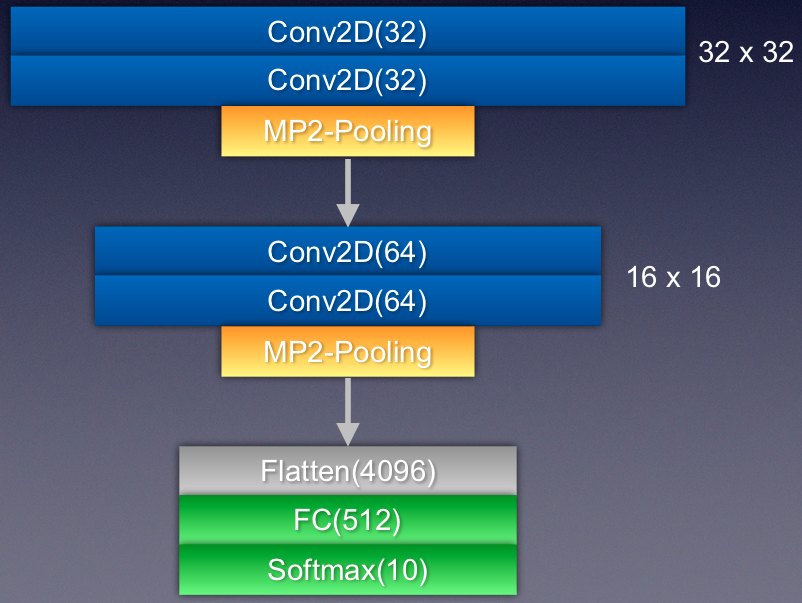 Conv2D(32)
32 x 32
Conv2D(32)
MP2-Pooling
Conv2D(64)
16 x 16
Conv2D(64)
MP2-Pooling
Flatten(4096)
FC(512)
Softmax(10)